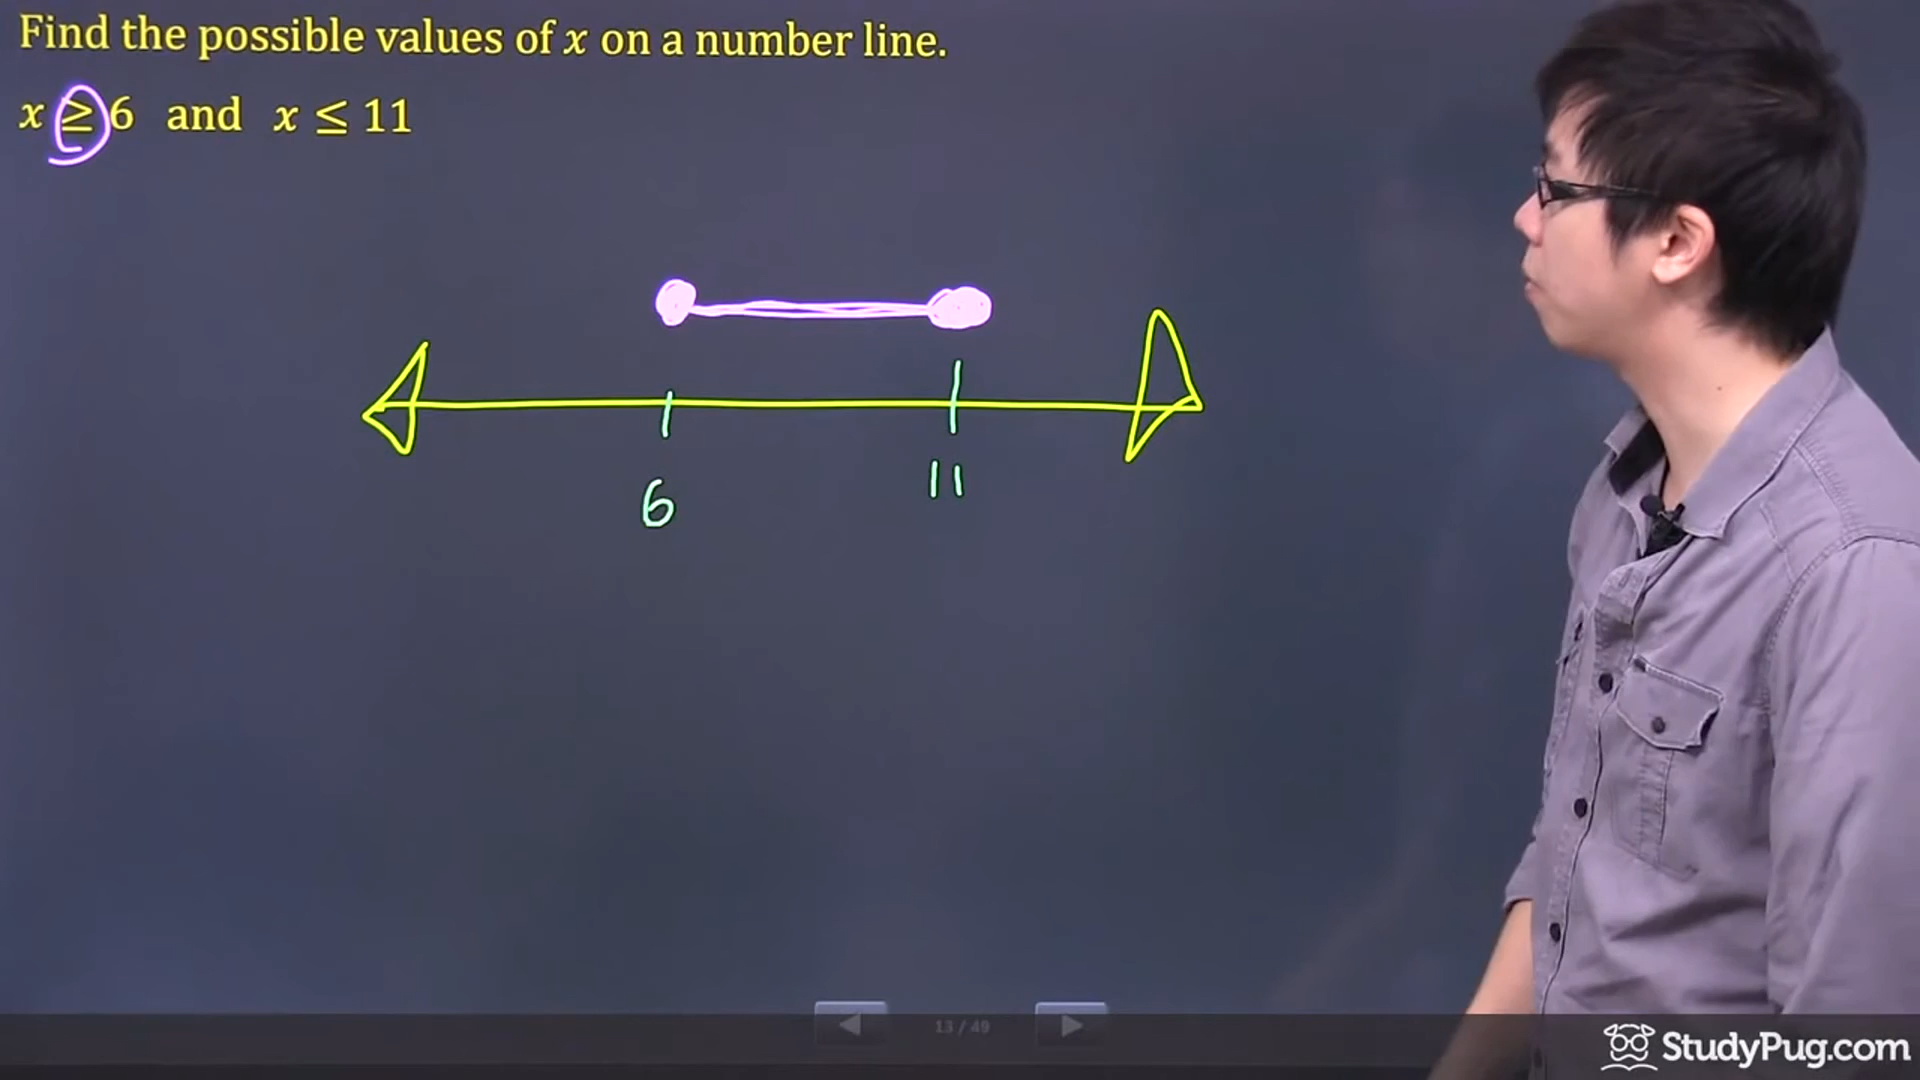 Find the possible values of x on a number line.
x ≥ 6 and x ≤ 11
6 11
13 / 49
StudyPug.com